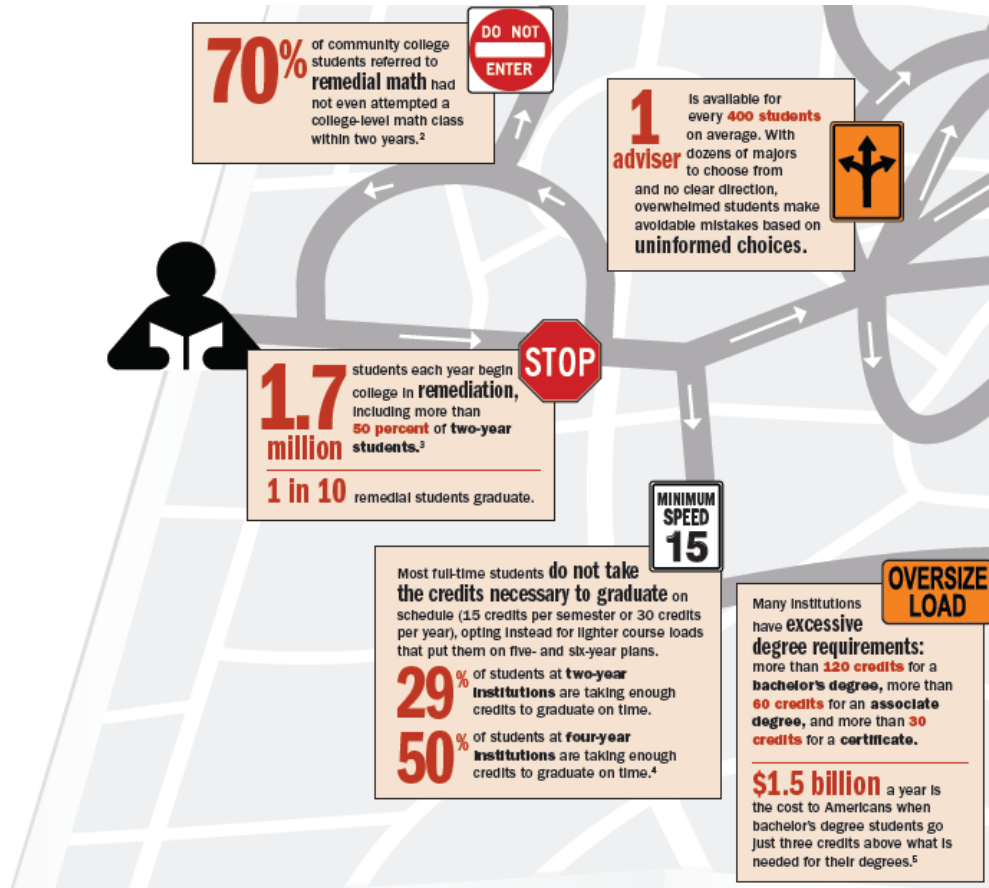 70%
of community college
students referred to
remedial math had
not even attempted a
college-level math class
within two years.2
DO NOT
ENTER
1
adviser
is available for
every 400 students
on average. With
dozens of majors
to choose from
and no clear direction,
overwhelmed students make
avoidable mistakes based on
uninformed choices.
1.7
million
students each year begin
college in remediation,
including more than
50 percent of two-year
students.3
STOP
1 in 10 remedial students graduate.
MINIMUM
SPEED
15
Most full-time students do not take
the credits necessary to graduate on
schedule (15 credits per semester or 30 credits
per year), opting instead for lighter course loads
that put them on five- and six-year plans.
29%
of students at two-year
institutions are taking enough
credits to graduate on time.
50%
of students at four-year
institutions are taking enough
credits to graduate on time.4
OVERSIZE
LOAD
Many institutions
have excessive
degree requirements:
more than 120 credits for a
bachelor's degree, more than
60 credits for an associate
degree, and more than 30
credits for a certificate.
$1.5 billion a year is
the cost to Americans when
bachelor's degree students go
just three credits above what is
needed for their degrees.5